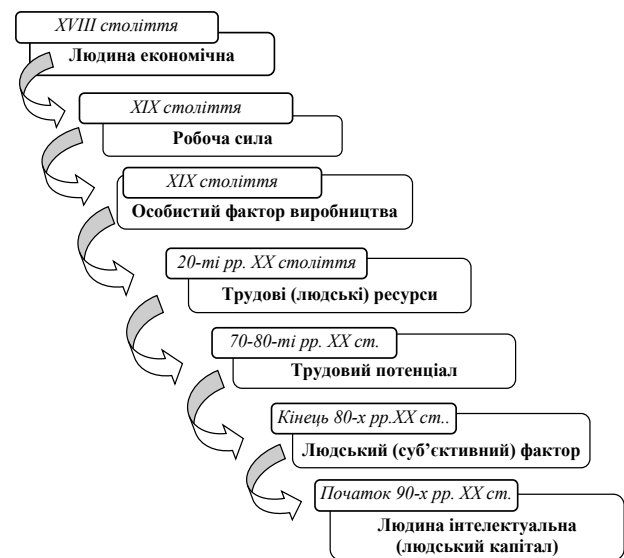 XVIII століття
Людина економічна
XIX століття
Робоча сила
XIX століття
Особистий фактор виробництва
20-ті рр. XX століття
Трудові (людські) ресурси
70-80-ті рр. XX ст.
Трудовий потенціал
Кінець 80-х рр.XX ст..
Людський (суб’єктивний) фактор
Початок 90-х рр. XX ст.
Людина інтелектуальна
(людський капітал)